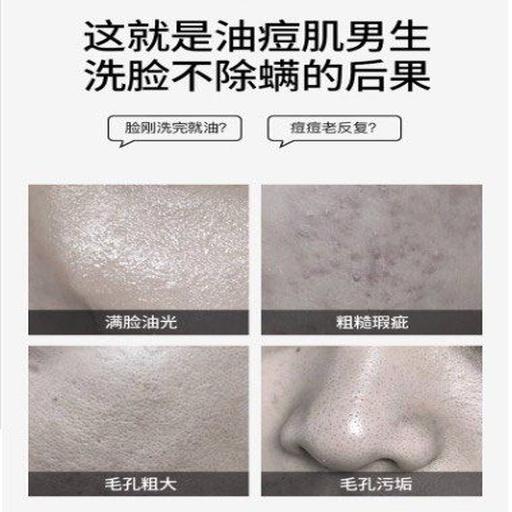 这就是油痘肌男生
洗脸不除螨的后果
脸刚洗完就油?
痘痘老反复?
满脸油光
粗糙瑕疵
毛孔粗大
毛孔污垢